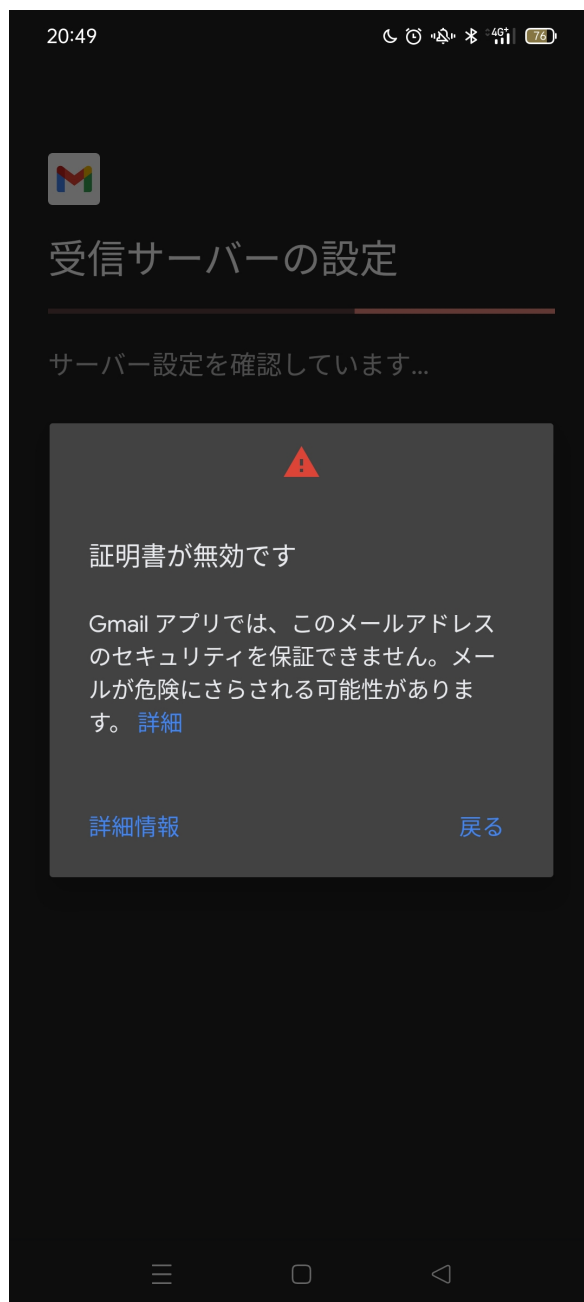 20:49
4G+ 76
受信サーバーの設定
サーバー設定を確認しています...
証明書が無効です
Gmail アプリでは、このメールアドレス
のセキュリティを保証できません。メー
ルが危険にさらされる可能性がありま
す。 詳細
詳細情報 戻る